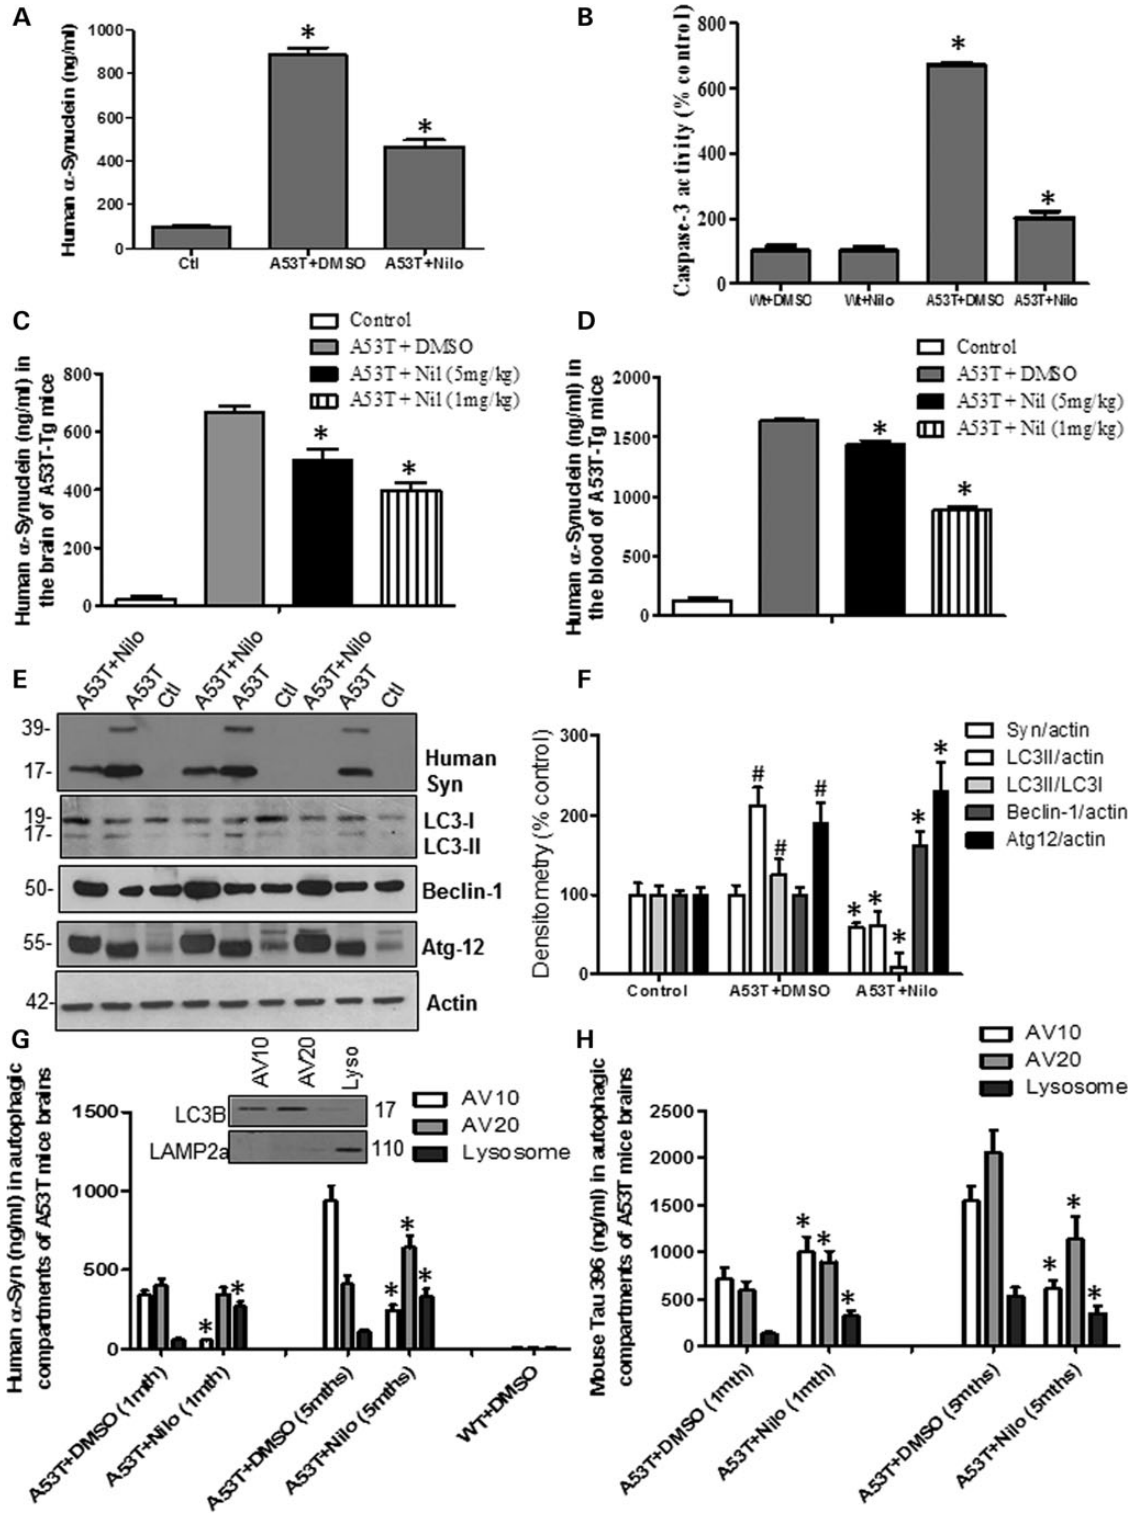 A
Human α-Synuclein (ng/ml)
1000
800
600
400
200
0
*
*
Ctl
A53T+DMSO
A53T+Nilo
B
Caspase-3 activity (% control)
800
600
400
200
0
*
*
Wt+DMSO
Wt+Nilo
A53T+DMSO
A53T+Nilo
C
Human α-Synuclein (ng/ml) in
the brain of A53T-Tg mice
Control
A53T+DMSO
A53T+Nil (5mg/kg)
A53T+Nil (1mg/kg)
800
600
400
200
0
*
*
D
Human α-Synuclein (ng/ml) in
the blood of A53T-Tg mice
Control
A53T+DMSO
A53T+Nil (5mg/kg)
A53T+Nil (1mg/kg)
2000
1500
1000
500
0
*
*
E
A53T+Nilo
A53T
Ctl
A53T+Nilo
A53T
Ctl
A53T+Nilo
A53T
Ctl
39-
17-
Human
Syn
19-
17-
LC3-I
LC3-II
50-
Beclin-1
55-
Atg-12
42-
Actin
F
Densitometry (% control)
300
200
100
0
Syn/actin
LC3II/actin
LC3II/LC3I
Beclin-1/actin
Atg12/actin
#
#
#
*
*
*
*
*
Control
A53T+DMSO
A53T+Nilo
G
Human α-Syn (ng/ml) in autophagic
compartments of A53T mice brains
AV10
AV20
Lyso
LC3B
17
LAMP2a
110
AV10
AV20
Lysosome
1500
1000
500
0
*
*
*
*
*
A53T+DMSO (1mth)
A53T+Nilo (1mth)
A53T+DMSO (5mths)
A53T+Nilo (5mths)
WT+DMSO
H
Mouse Tau 396 (ng/ml) in autophagic
compartments of A53T mice brains
AV10
AV20
Lysosome
2500
2000
1500
1000
500
0
*
*
*
*
*
*
A53T+DMSO (1mth)
A53T+Nilo (1mth)
A53T+DMSO (5mths)
A53T+Nilo (5mths)